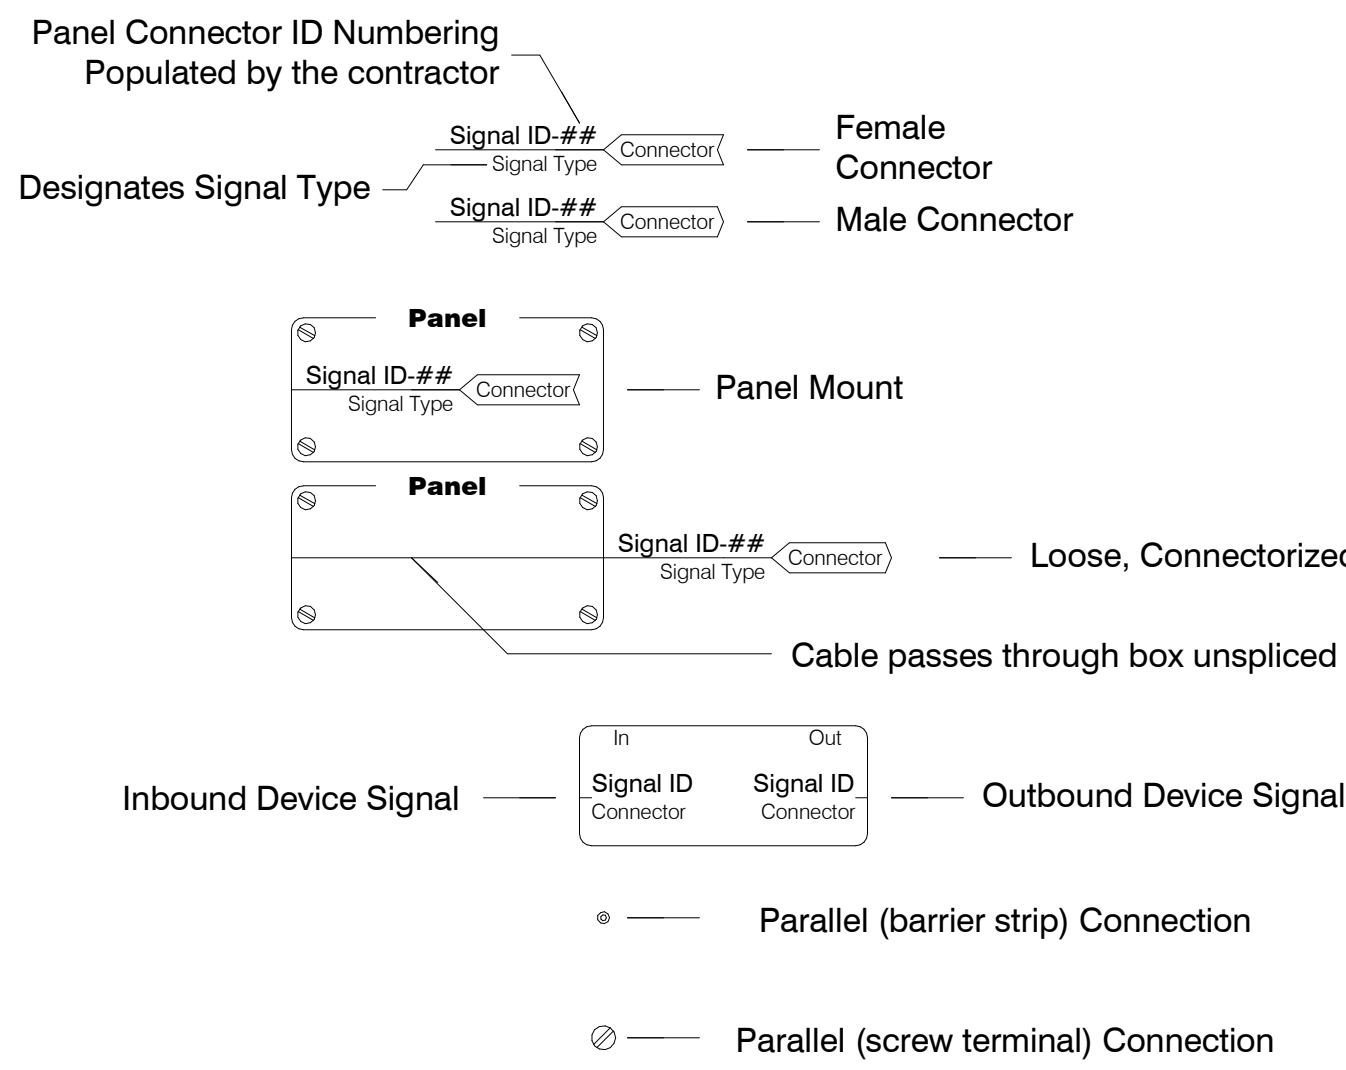 Panel Connector ID Numbering
Populated by the contractor
Signal ID-##
Connector
Signal Type
Female
Connector
Designates Signal Type
Signal ID-##
Connector
Signal Type
Male Connector
Panel
Signal ID-##
Connector
Signal Type
Panel Mount
Panel
Signal ID-##
Connector
Signal Type
Loose, Connectorized
Cable passes through box unspliced
In
Out
Inbound Device Signal
Signal ID
Connector
Signal ID
Connector
Outbound Device Signal
Parallel (barrier strip) Connection
Parallel (screw terminal) Connection